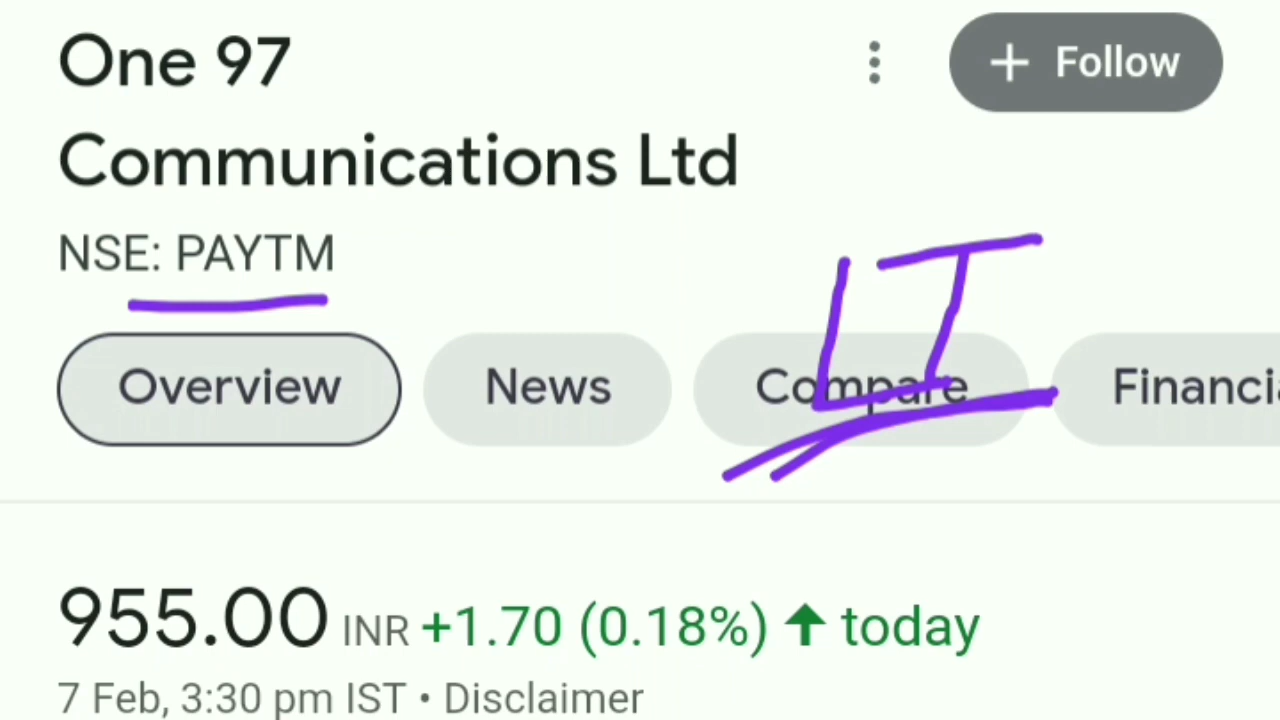 One 97
Communications Ltd
+ Follow
NSE: PAYTM
LT
Overview
News
Compare
Financia
955.00 INR +1.70 (0.18%) ↑ today
7 Feb, 3:30 pm IST • Disclaimer